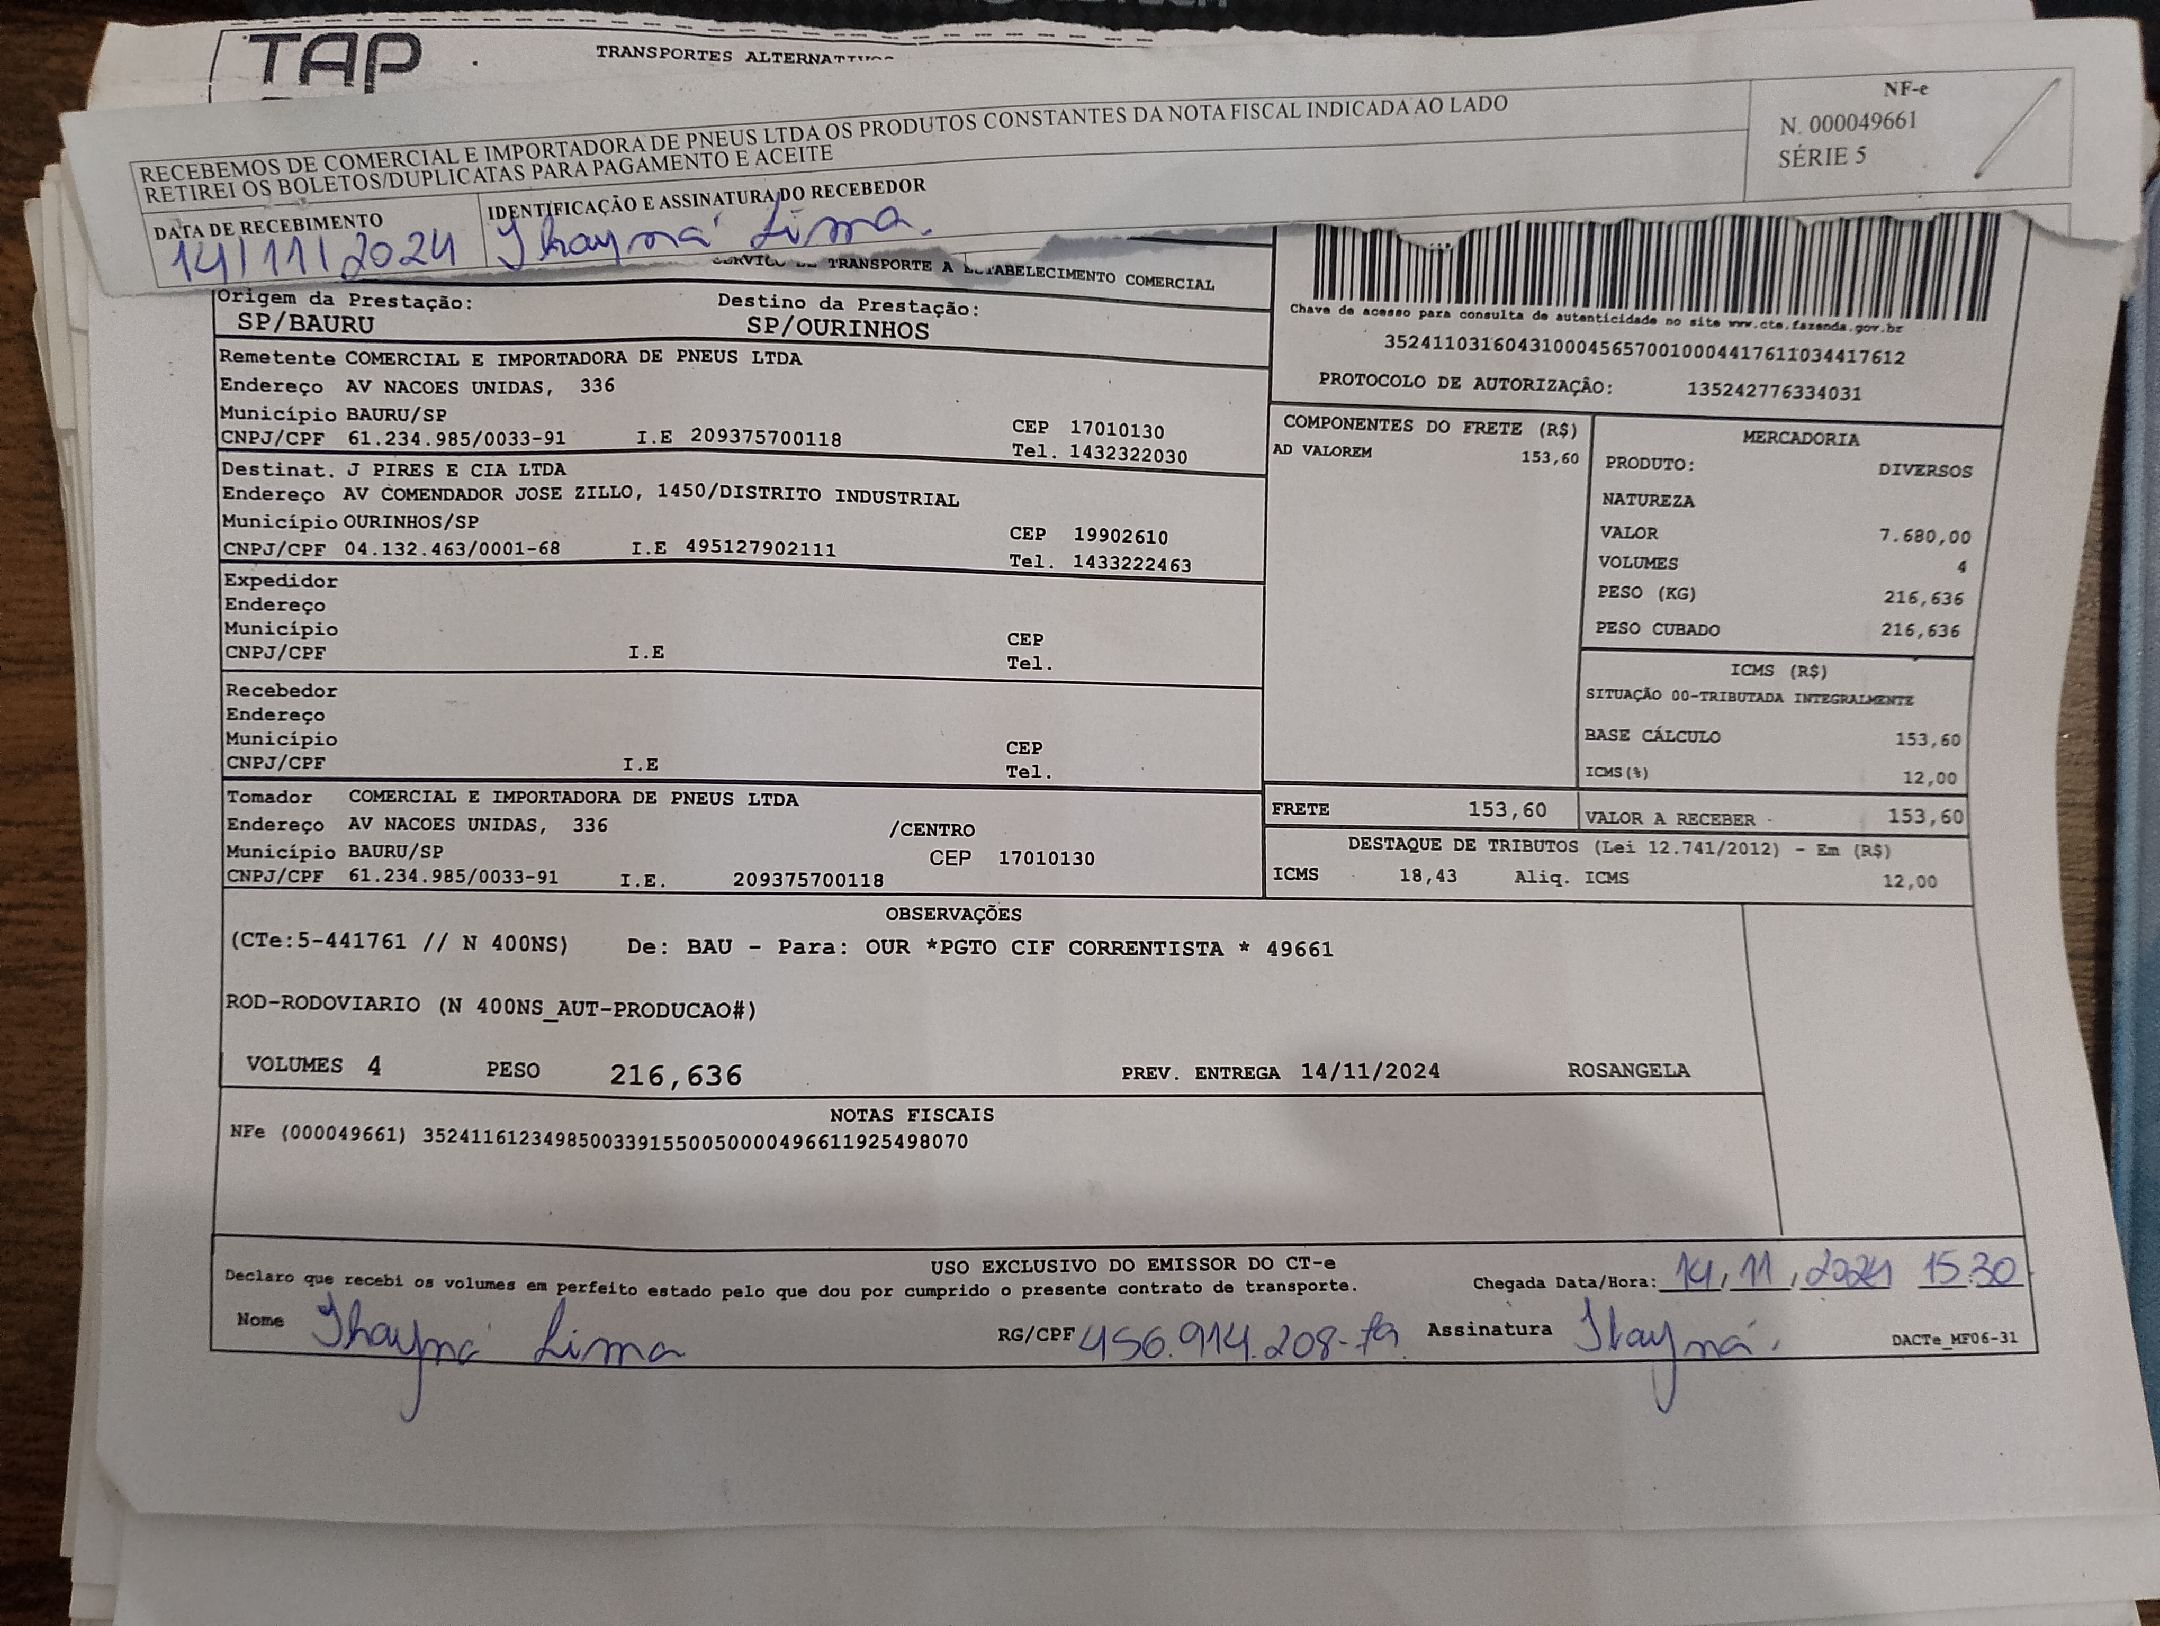 TAP
TRANSPORTES
RECEBEMOS DE COMERCIAL E IMPORTADORA DE PNEUS LTDA OS PRODUTOS CONSTANTES DA NOTA FISCAL INDICADA AO LADO
RETIREI OS BOLETOS/DUPLICATAS PARA PAGAMENTO E ACEITE
NF-e
N. 000049661
SÉRIE 5
DATA DE RECEBIMENTO
IDENTIFICAÇÃO E ASSINATURA DO RECEBEDOR
14/11/2024
Thayná Lima.
TRANSPORTE A ESTABELECIMENTO COMERCIAL
Origem da Prestação:
SP/BAURU
Destino da Prestação:
SP/OURINHOS
Chave de acesso para consulta de autenticidade no site www.cte.fazenda.gov.br
35241103160431000456570010004417611034417612
PROTOCOLO DE AUTORIZAÇÃO: 135242776334031
Remetente COMERCIAL E IMPORTADORA DE PNEUS LTDA
Endereço AV NACOES UNIDAS, 336
Município BAURU/SP CEP 17010130
CNPJ/CPF 61.234.985/0033-91 I.E 209375700118 Tel. 1432322030
Destinat. J PIRES E CIA LTDA
Endereço AV COMENDADOR JOSE ZILLO, 1450/DISTRITO INDUSTRIAL
Município OURINHOS/SP CEP 19902610
CNPJ/CPF 04.132.463/0001-68 I.E 495127902111 Tel. 1433222463
Expedidor
Endereço
Município CEP
CNPJ/CPF I.E Tel.
Recebedor
Endereço
Município CEP
CNPJ/CPF I.E Tel.
Tomador COMERCIAL E IMPORTADORA DE PNEUS LTDA
Endereço AV NACOES UNIDAS, 336 /CENTRO
Município BAURU/SP CEP 17010130
CNPJ/CPF 61.234.985/0033-91 I.E. 209375700118
COMPONENTES DO FRETE (R$)
AD VALOREM 153,60
MERCADORIA
PRODUTO: DIVERSOS
NATUREZA
VALOR 7.680,00
VOLUMES 4
PESO (KG) 216,636
PESO CUBADO 216,636
ICMS (R$)
SITUAÇÃO 00-TRIBUTADA INTEGRALMENTE
BASE CÁLCULO 153,60
ICMS(%) 12,00
FRETE 153,60
VALOR A RECEBER 153,60
DESTAQUE DE TRIBUTOS (Lei 12.741/2012) - Em (R$)
ICMS 18,43 Aliq. ICMS 12,00
OBSERVAÇÕES
(CTe:5-441761 // N 400NS) De: BAU - Para: OUR *PGTO CIF CORRENTISTA * 49661
ROD-RODOVIARIO (N 400NS_AUT-PRODUCAO#)
VOLUMES 4 PESO 216,636 PREV. ENTREGA 14/11/2024 ROSANGELA
NOTAS FISCAIS
NFe (000049661) 35241161234985003391550050000496611925498070
USO EXCLUSIVO DO EMISSOR DO CT-e
Declaro que recebi os volumes em perfeito estado pelo que dou por cumprido o presente contrato de transporte.
Chegada Data/Hora: 14, 11, 2024 15:30
Nome Thayná Lima
RG/CPF 456.914.208-
Assinatura Thayná.
DACTe_MF06-31